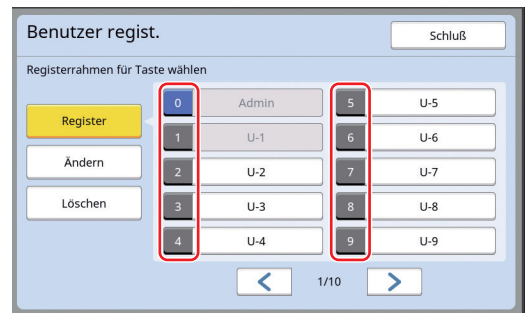 Benutzer regist.
Schluß
Registerrahmen für Taste wählen
Register
Ändern
Löschen
0 Admin
1 U-1
2 U-2
3 U-3
4 U-4
5 U-5
6 U-6
7 U-7
8 U-8
9 U-9
1/10